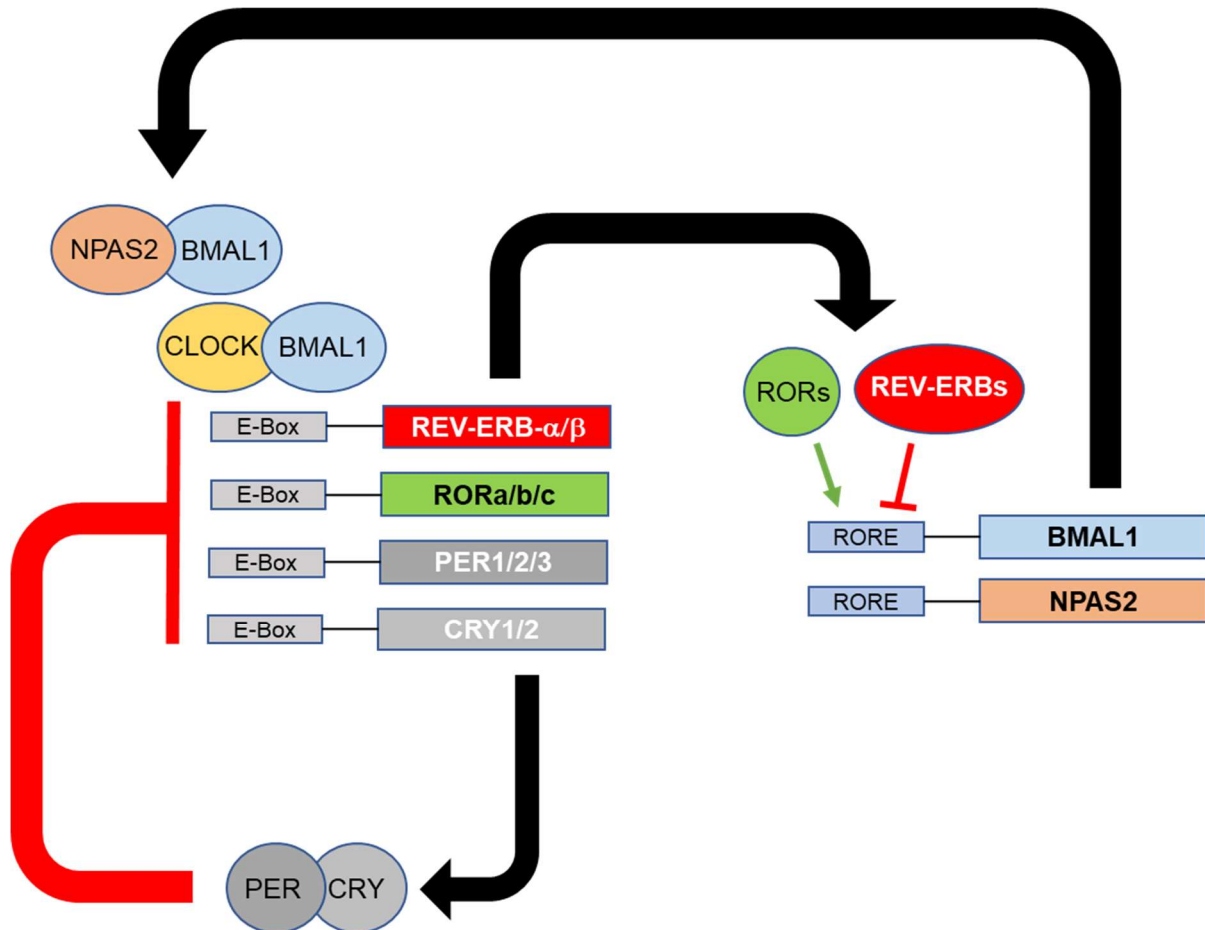 NPAS2 BMAL1
CLOCK BMAL1
E-Box REV-ERB-α/β
E-Box RORa/b/c
E-Box PER1/2/3
E-Box CRY1/2
RORs REV-ERBs
RORE BMAL1
RORE NPAS2
PER CRY